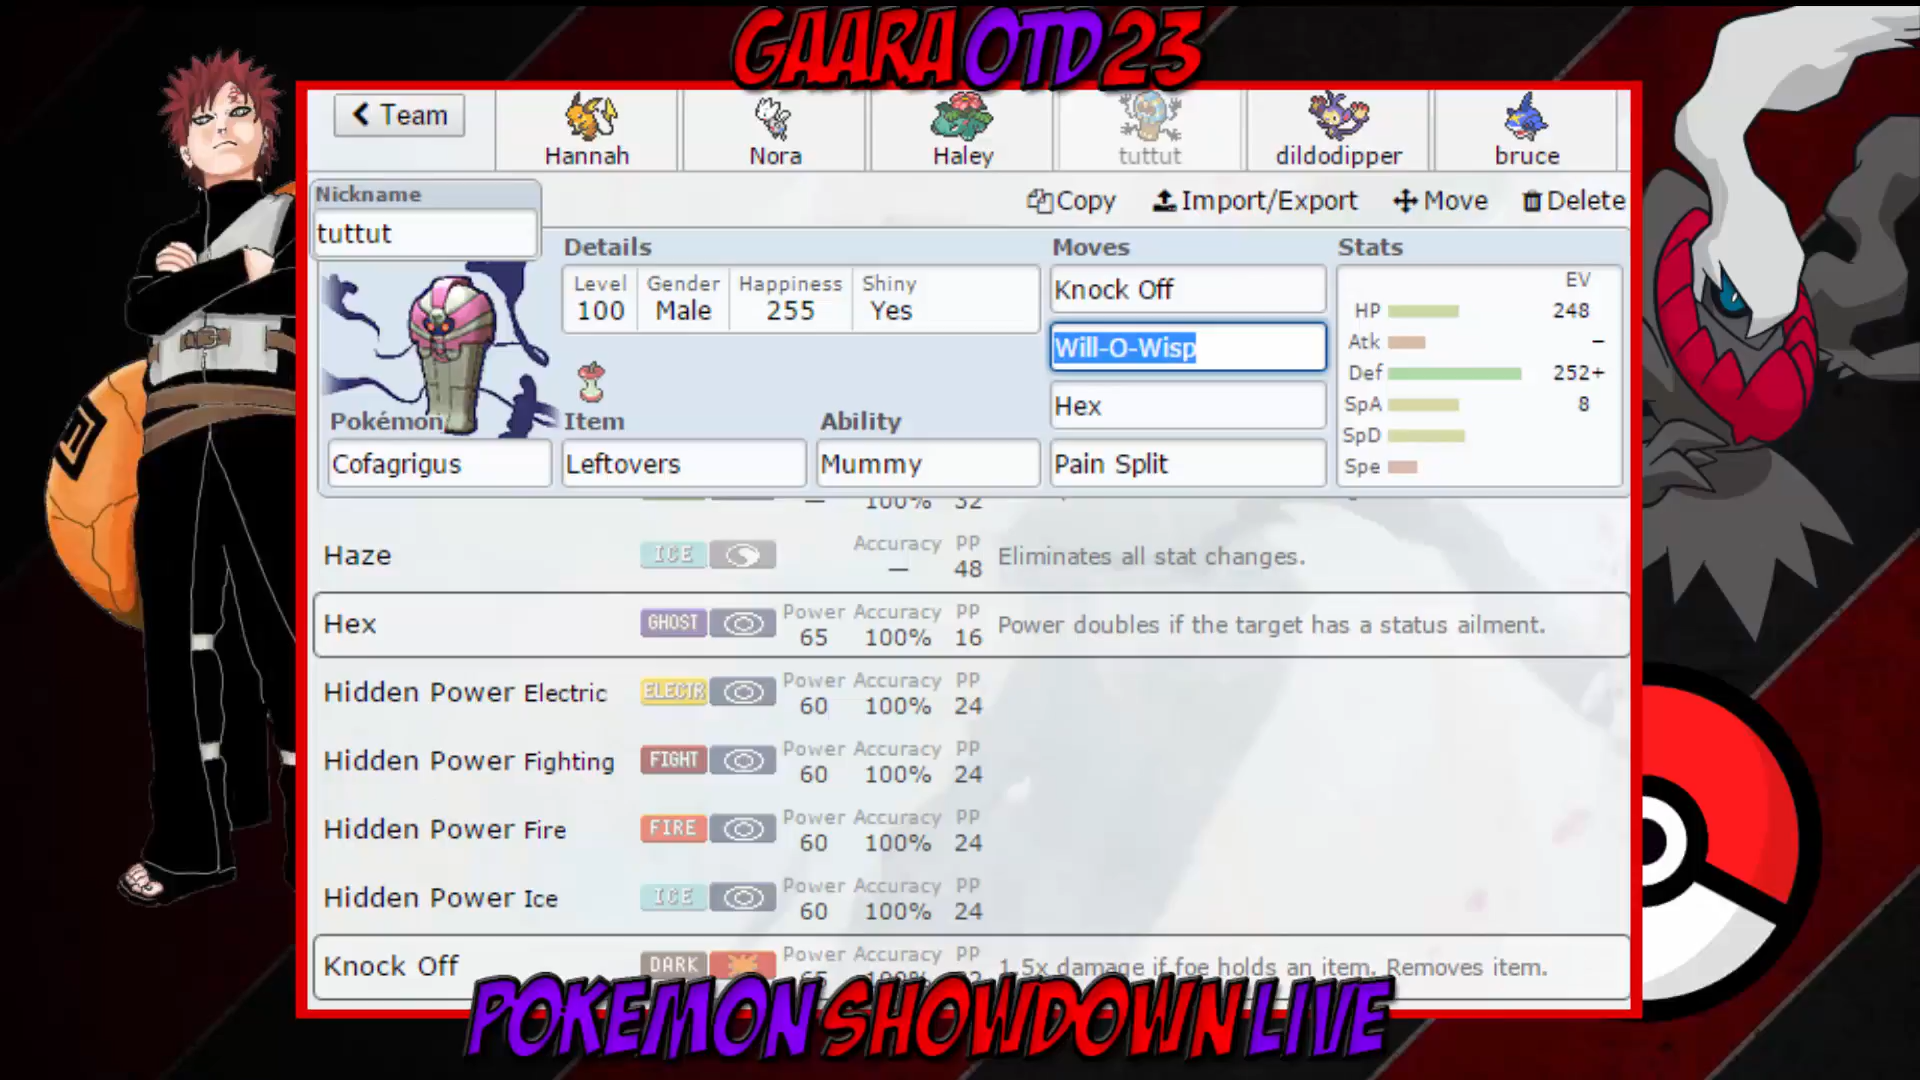 GAARA OTD 23
Team
Hannah
Nora
Haley
tuttut
dildodipper
bruce
Nickname
tuttut
Copy
Import/Export
Move
Delete
Details
Level
100
Gender
Male
Happiness
255
Shiny
Yes
Moves
Knock Off
Will-O-Wisp
Hex
Pain Split
Stats
EV
HP 248
Atk –
Def 252+
SpA 8
SpD
Spe
Pokémon
Cofagrigus
Item
Leftovers
Ability
Mummy
— 100% 32
Haze ICE Accuracy PP
— 48 Eliminates all stat changes.
Hex GHOST Power Accuracy PP
65 100% 16 Power doubles if the target has a status ailment.
Hidden Power Electric ELECTR Power Accuracy PP
60 100% 24
Hidden Power Fighting FIGHT Power Accuracy PP
60 100% 24
Hidden Power Fire FIRE Power Accuracy PP
60 100% 24
Hidden Power Ice ICE Power Accuracy PP
60 100% 24
Knock Off DARK Power Accuracy PP
1.5x damage if foe holds an item. Removes item.
POKEMON SHOWDOWN LIVE